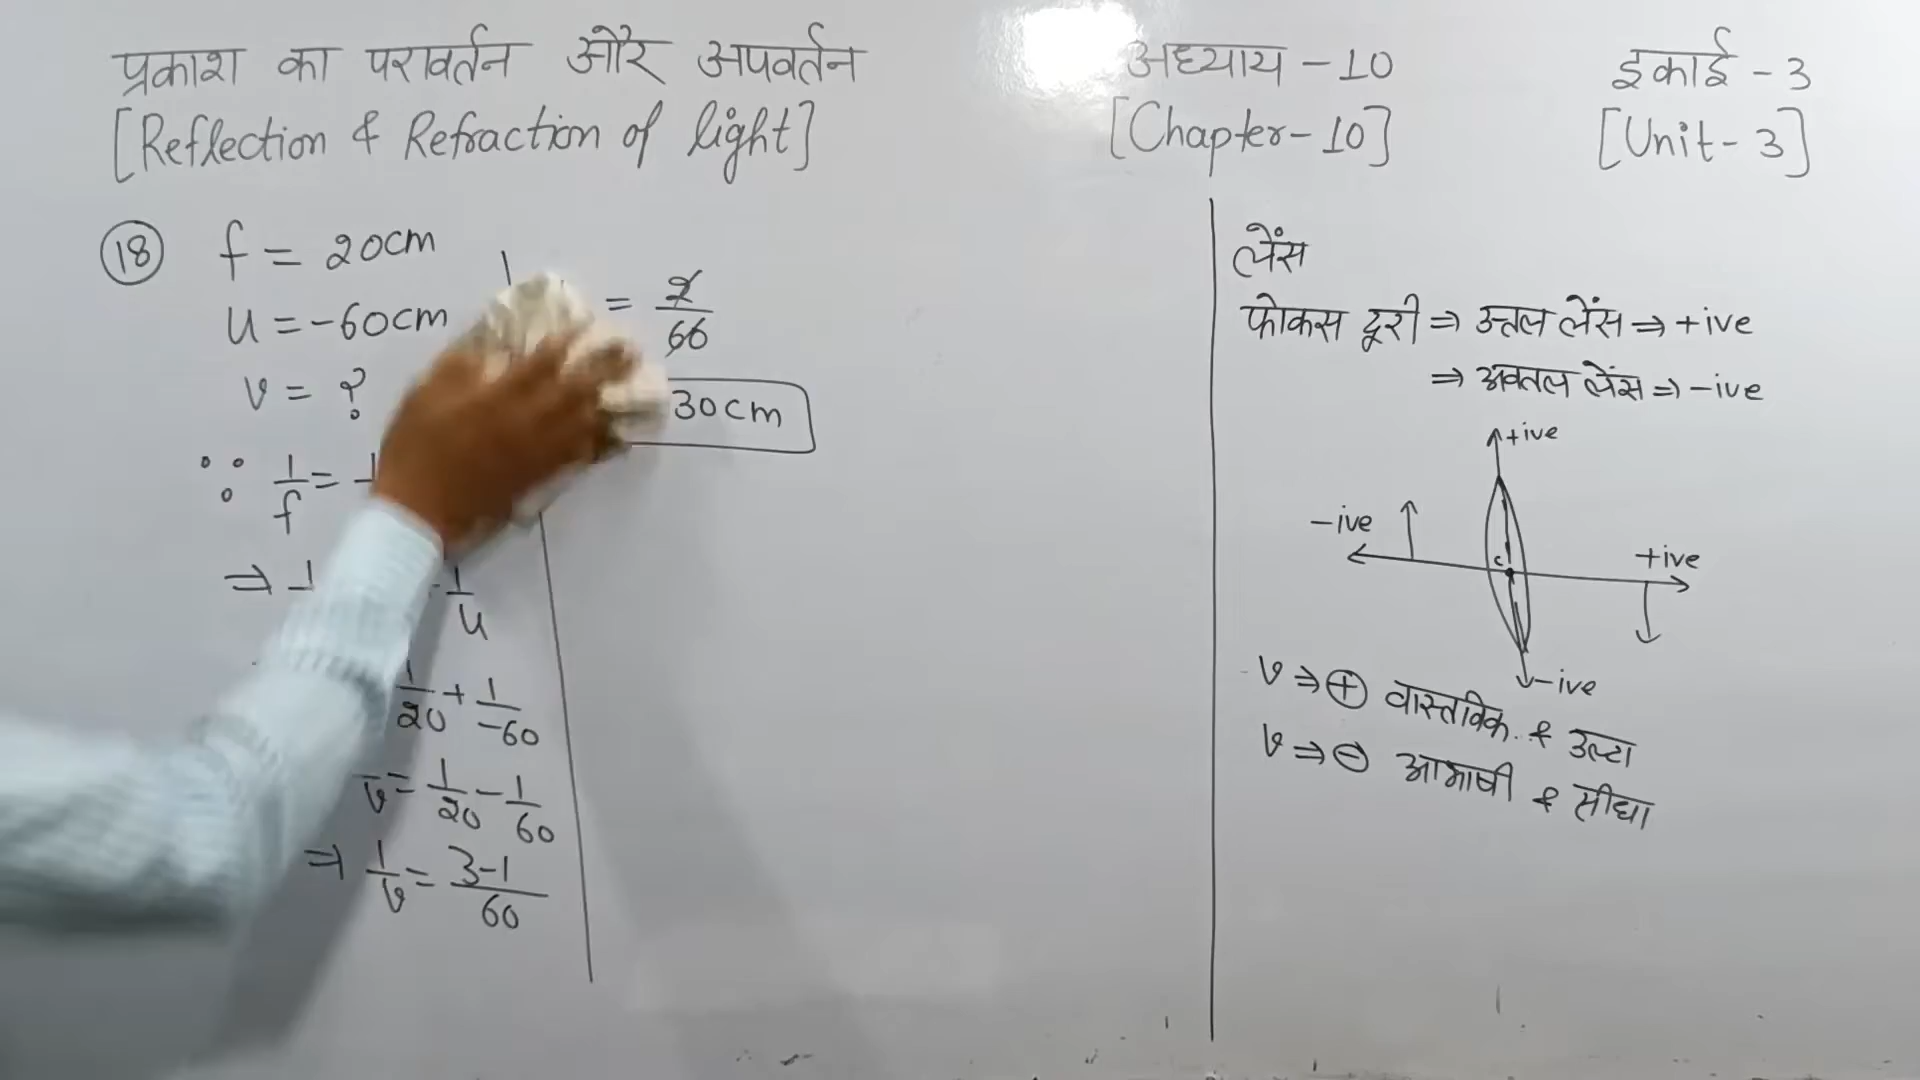 प्रकाश का परावर्तन और अपवर्तन
[Reflection & Refraction of light]
अध्याय - 10
[Chapter-10]
इकाई - 3
[Unit-3]
18
f = 20cm
u = -60cm
v = ?
∵ 1/f =
⇒ 1
1/u
1/20 + 1/-60
v = 1/20 - 1/60
⇒ 1/v = 3-1/60
= 2/60
30cm
लेंस
फोकस दूरी ⇒ उत्तल लेंस ⇒ +ive
⇒ अवतल लेंस ⇒ -ive
+ive
-ive
+ive
c
-ive
v ⇒ ⊕ वास्तविक & उल्टा
v ⇒ ⊖ आभाषी & सीधा